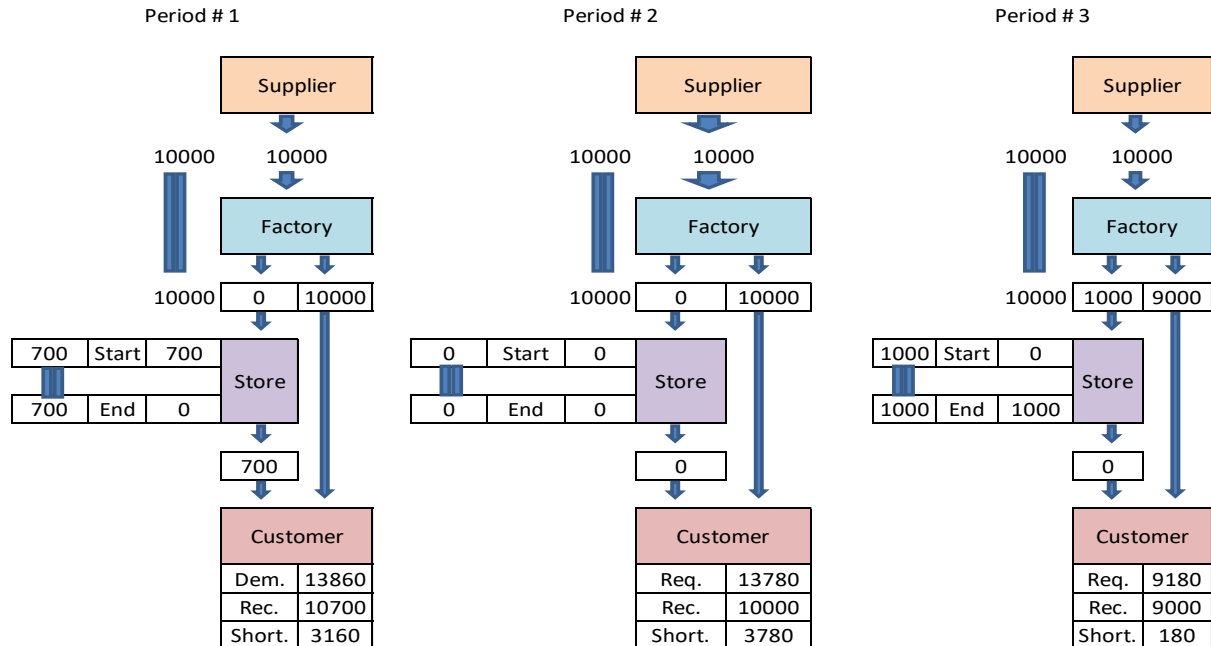 Period # 1 Period # 2 Period # 3
Supplier Supplier Supplier
10000 10000 10000 10000 10000 10000
Factory Factory Factory
10000 0 10000 10000 0 10000 10000 1000 9000
700 Start 700 0 Start 0 1000 Start 0
Store Store Store
700 End 0 0 End 0 1000 End 1000
700 0 0
Customer Customer Customer
Dem. 13860 Req. 13780 Req. 9180
Rec. 10700 Rec. 10000 Rec. 9000
Short. 3160 Short. 3780 Short. 180